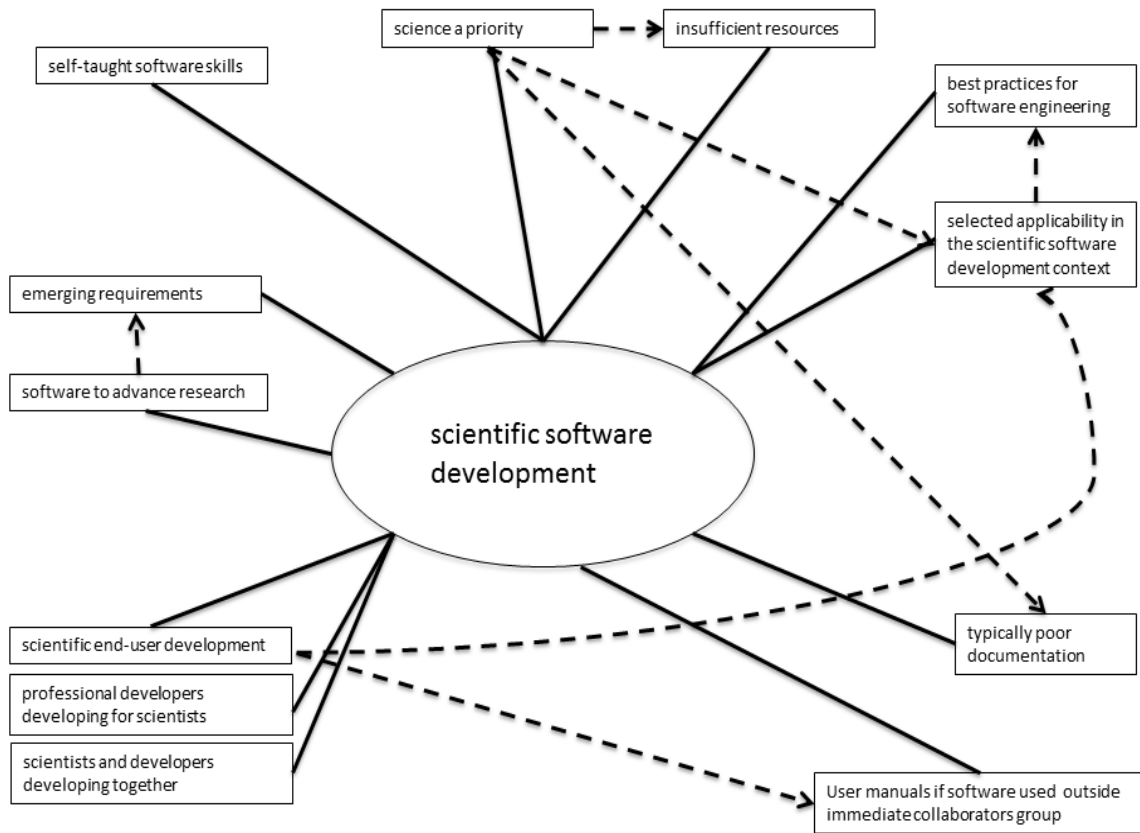 science a priority
insufficient resources
self-taught software skills
best practices for
software engineering
selected applicability in
the scientific software
development context
emerging requirements
software to advance research
scientific software
development
scientific end-user development
professional developers
developing for scientists
scientists and developers
developing together
typically poor
documentation
User manuals if software used outside
immediate collaborators group